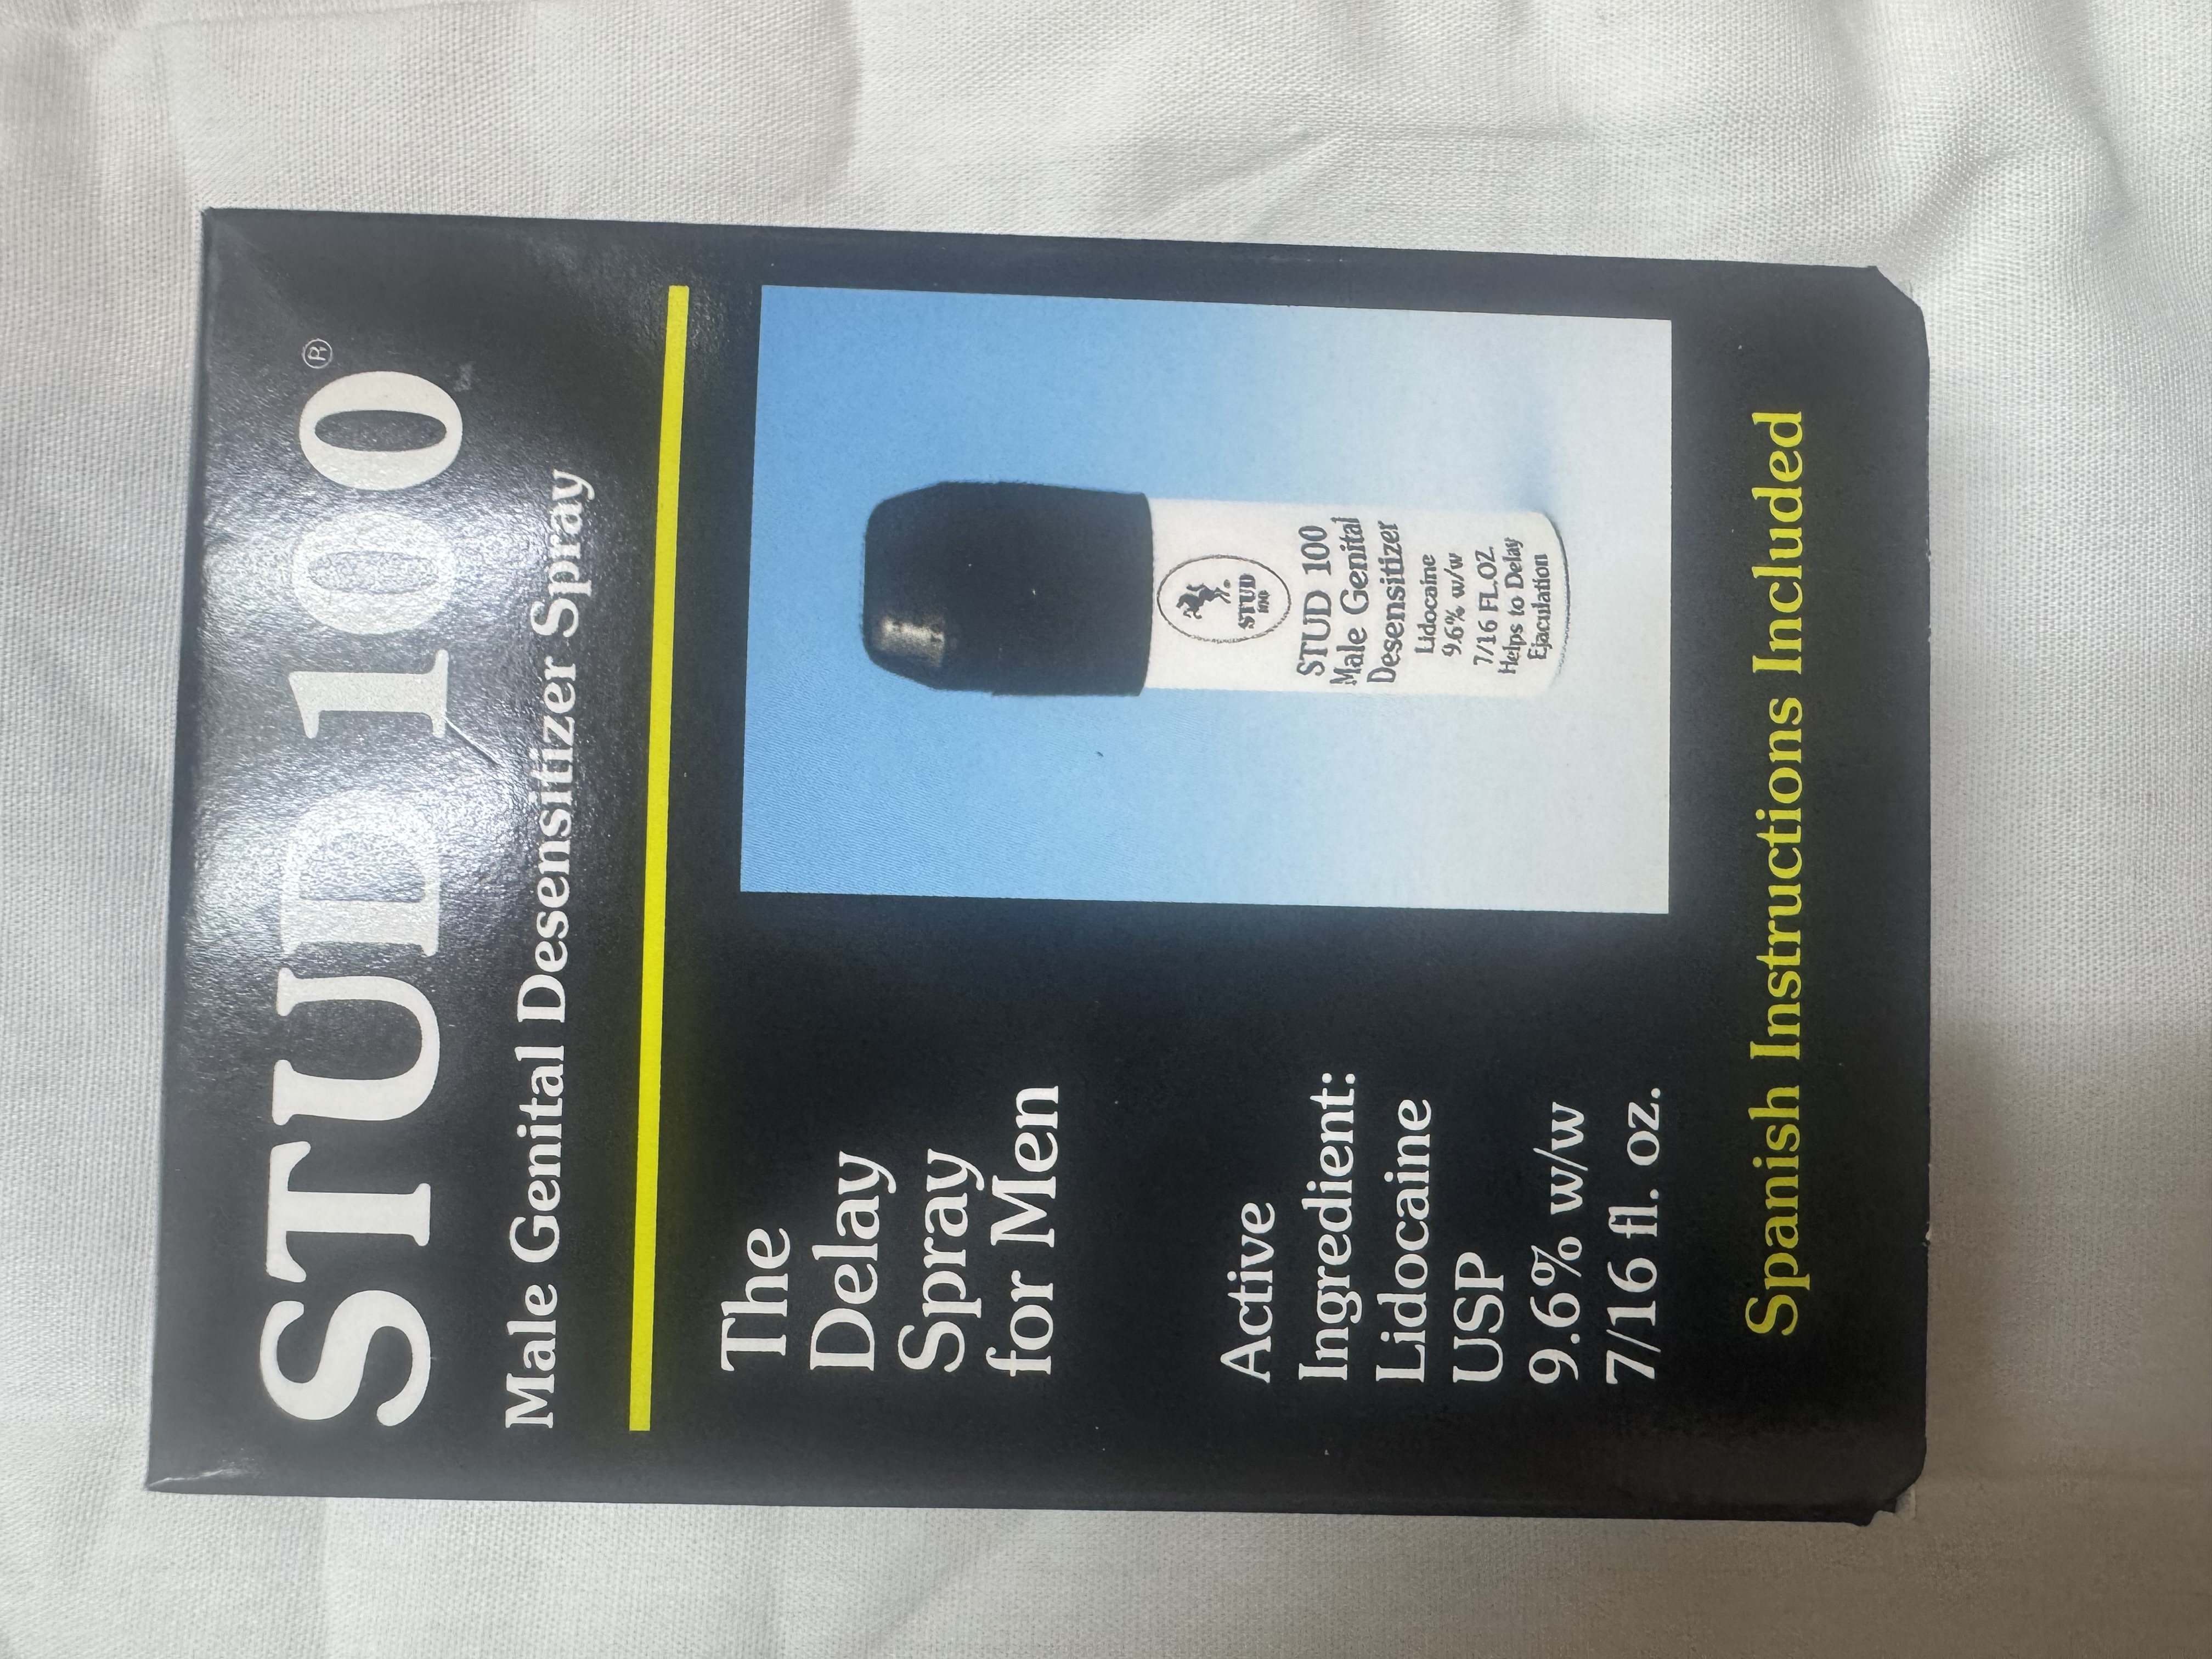 STUD 100®
Male Genital Desensitizer Spray
The
Delay
Spray
for Men
Active
Ingredient:
Lidocaine
USP
9.6% w/w
7/16 fl. oz.
STUD
100
STUD 100
Male Genital
Desensitizer
Lidocaine
9.6% w/w
7/16 FL.OZ.
Helps to Delay
Ejaculation
Spanish Instructions Included